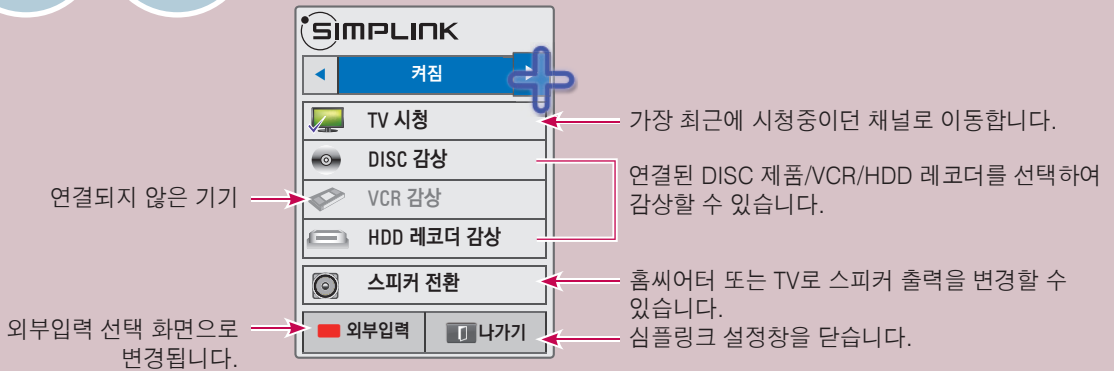 SIMPLINK
켜짐
TV 시청
가장 최근에 시청중이던 채널로 이동합니다.
DISC 감상
연결된 DISC 제품/VCR/HDD 레코더를 선택하여
감상할 수 있습니다.
연결되지 않은 기기
VCR 감상
HDD 레코더 감상
스피커 전환
홈씨어터 또는 TV로 스피커 출력을 변경할 수
있습니다.
외부입력 선택 화면으로
변경됩니다.
외부입력
나가기
심플링크 설정창을 닫습니다.